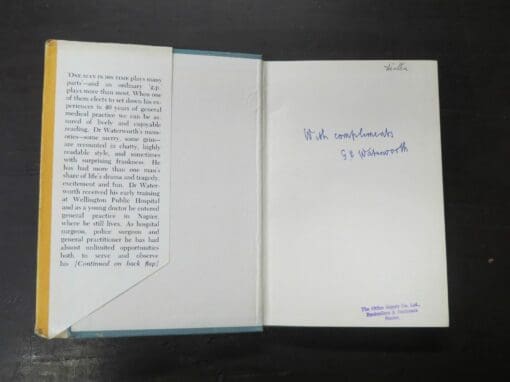 'ONE MAN IN HIS TIME plays many
parts'—and an ordinary G.P.
plays more than most. When one
of them elects to set down his ex-
periences in 40 years of general
medical practice we can be as-
sured of lively and enjoyable
reading. Dr Waterworth's mem-
ories—some merry, some grim—
are recounted in chatty, highly
readable style, and sometimes
with surprising frankness. He
has had more than one man's
share of life's drama and tragedy,
excitement and fun. Dr Water-
worth received his early training
at Wellington Public Hospital
and as a young doctor he entered
general practice in Napier,
where he still lives. As hospital
surgeon, police surgeon and
general practitioner he has had
almost unlimited opportunities
both to serve and observe
his [Continued on back flap]
With compliments
G E Waterworth
The Office Supply Co. Ltd.,
Booksellers & Stationers
Napier.